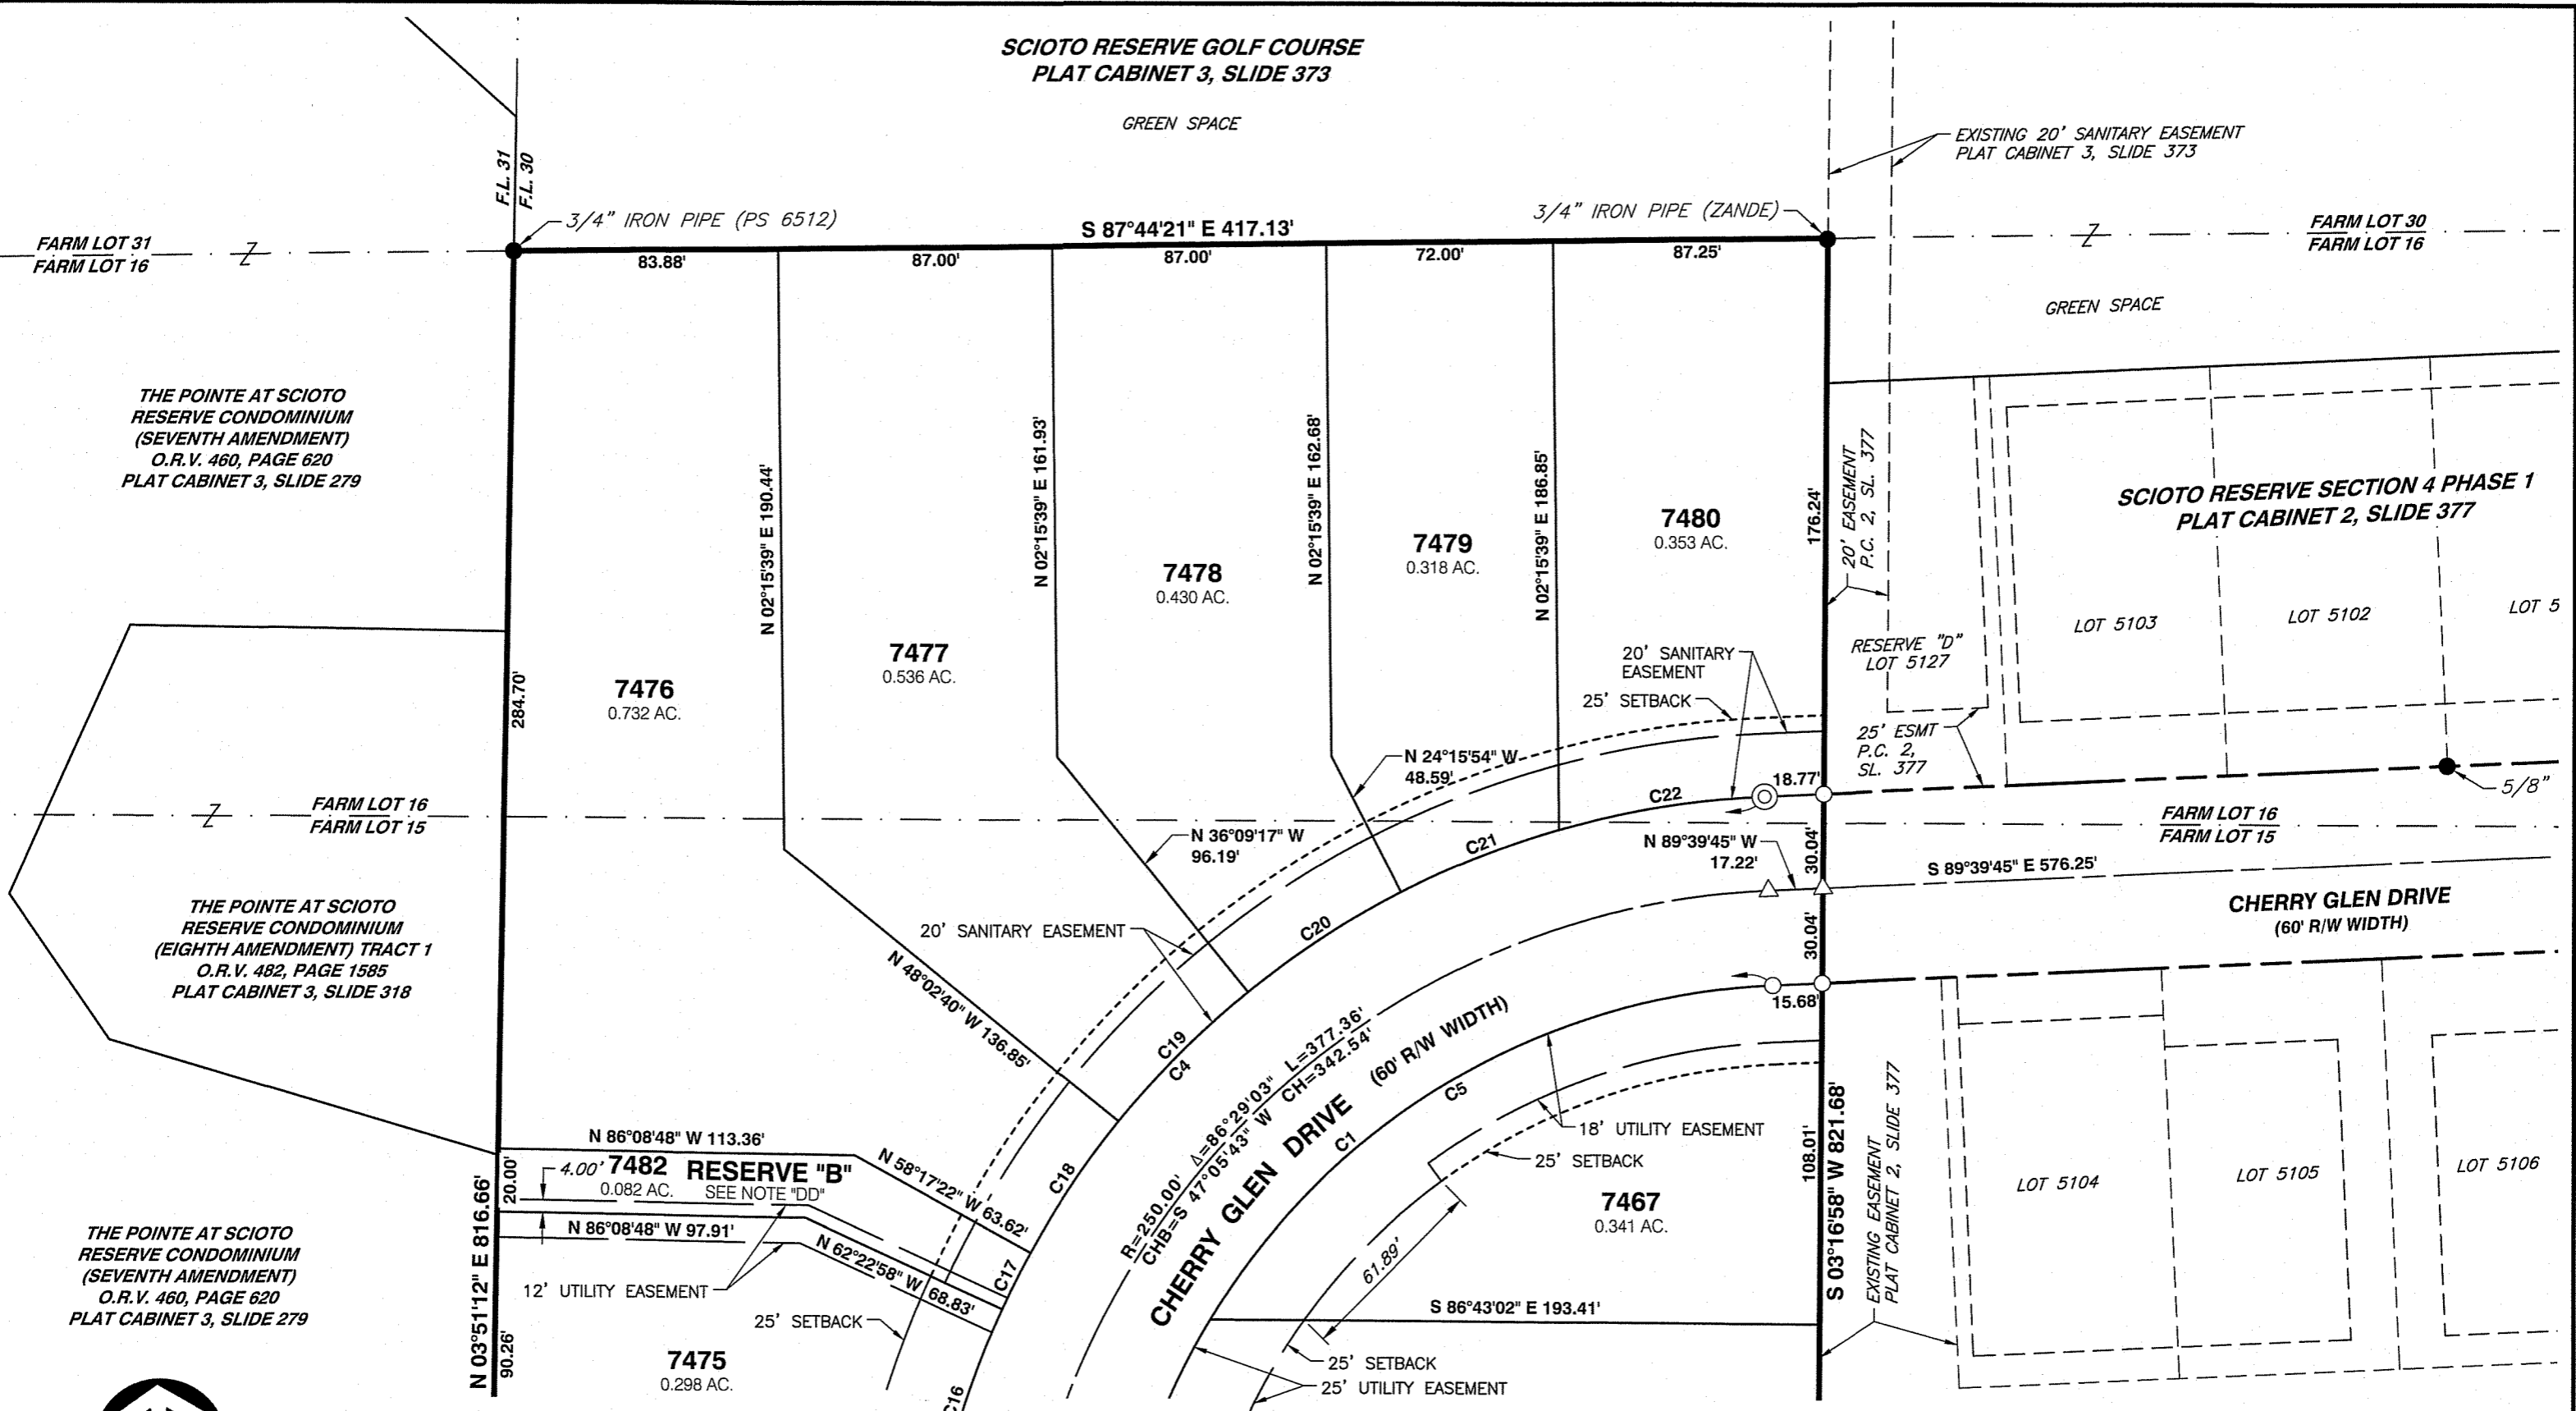 SCIOTO RESERVE GOLF COURSE
PLAT CABINET 3, SLIDE 373
GREEN SPACE
EXISTING 20' SANITARY EASEMENT
PLAT CABINET 3, SLIDE 373
F.L. 31
F.L. 30
3/4" IRON PIPE (PS 6512)
S 87°44'21" E 417.13'
3/4" IRON PIPE (ZANDE)
FARM LOT 31
FARM LOT 16
Z
83.88'
87.00'
87.00'
72.00'
87.25'
Z
FARM LOT 30
FARM LOT 16
GREEN SPACE
THE POINTE AT SCIOTO
RESERVE CONDOMINIUM
(SEVENTH AMENDMENT)
O.R.V. 460, PAGE 620
PLAT CABINET 3, SLIDE 279
284.70'
N 02°15'39" E 190.44'
N 02°15'39" E 161.93'
N 02°15'39" E 162.68'
N 02°15'39" E 186.85'
176.24'
20' EASEMENT
P.C. 2, SL. 377
SCIOTO RESERVE SECTION 4 PHASE 1
PLAT CABINET 2, SLIDE 377
7480
0.353 AC.
7479
0.318 AC.
7478
0.430 AC.
7477
0.536 AC.
7476
0.732 AC.
LOT 5103
LOT 5102
LOT 5
RESERVE "D"
LOT 5127
20' SANITARY
EASEMENT
25' SETBACK
25' ESMT
P.C. 2,
SL. 377
N 24°15'54" W
48.59'
18.77'
C22
5/8"
Z
FARM LOT 16
FARM LOT 15
FARM LOT 16
FARM LOT 15
N 36°09'17" W
96.19'
C21
N 89°39'45" W
17.22'
30.04'
S 89°39'45" E 576.25'
CHERRY GLEN DRIVE
(60' R/W WIDTH)
THE POINTE AT SCIOTO
RESERVE CONDOMINIUM
(EIGHTH AMENDMENT) TRACT 1
O.R.V. 482, PAGE 1585
PLAT CABINET 3, SLIDE 318
20' SANITARY EASEMENT
C20
30.04'
15.68'
N 48°02'40" W 136.85'
C19
C4
R=250.00' Δ=86°29'03" L=377.36'
CHB=S 47°05'43" W CH=342.54'
CHERRY GLEN DRIVE (60' R/W WIDTH)
C5
C1
18' UTILITY EASEMENT
25' SETBACK
7467
0.341 AC.
61.89'
108.01'
S 03°16'58" W 821.68'
EXISTING EASEMENT
PLAT CABINET 2, SLIDE 377
LOT 5104
LOT 5105
LOT 5106
N 86°08'48" W 113.36'
N 58°17'22" W 63.62'
C18
20.00'
4.00'
7482 RESERVE "B"
0.082 AC.
SEE NOTE "DD"
N 86°08'48" W 97.91'
N 62°22'58" W 68.83'
C17
THE POINTE AT SCIOTO
RESERVE CONDOMINIUM
(SEVENTH AMENDMENT)
O.R.V. 460, PAGE 620
PLAT CABINET 3, SLIDE 279
N 03°51'12" E 816.66'
90.26'
12' UTILITY EASEMENT
25' SETBACK
7475
0.298 AC.
C16
S 86°43'02" E 193.41'
25' SETBACK
25' UTILITY EASEMENT